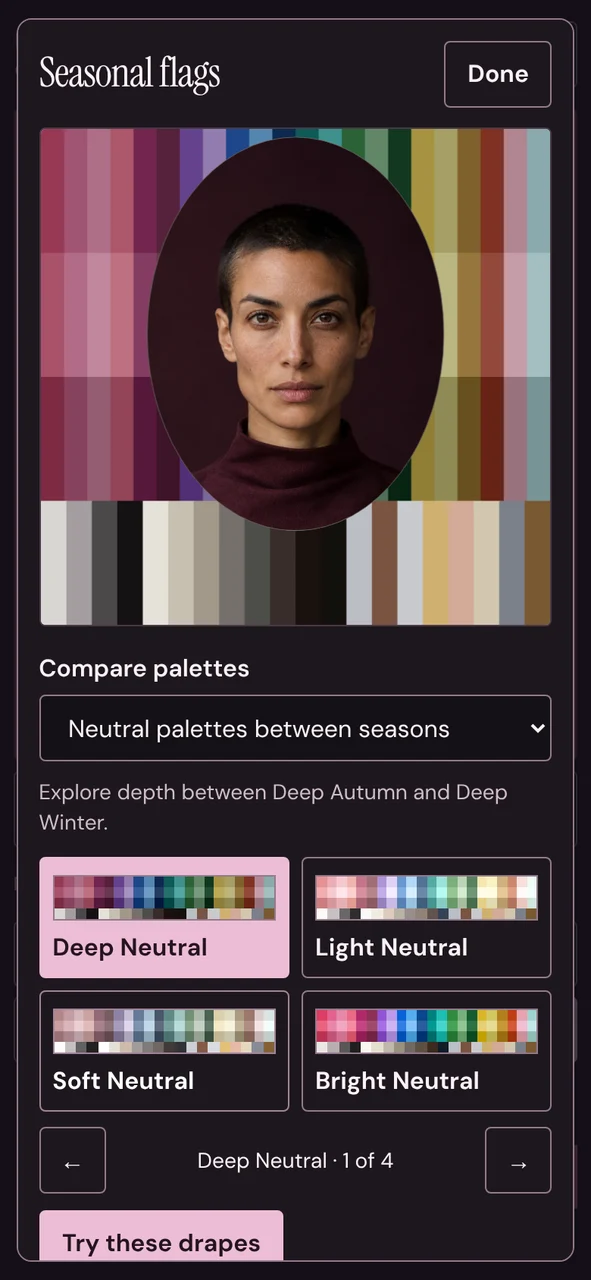 Seasonal flags
Done
Compare palettes
Neutral palettes between seasons
Explore depth between Deep Autumn and Deep
Winter.
Deep Neutral
Light Neutral
Soft Neutral
Bright Neutral
←
Deep Neutral · 1 of 4
→
Try these drapes